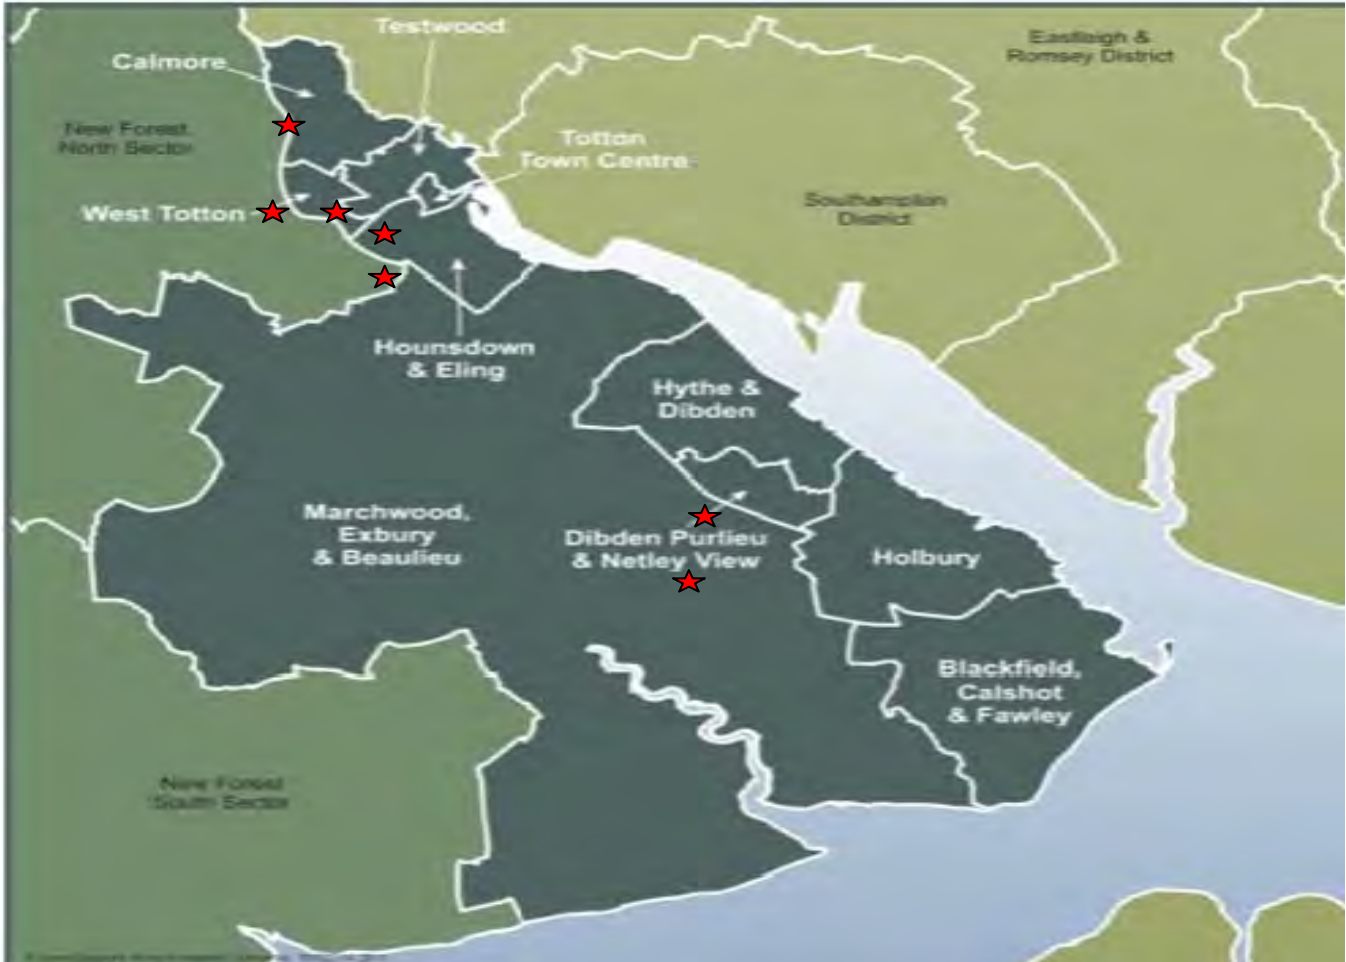 Testwood
Calmore
Eastleigh &
Romsey District
New Forest
North Sector
Totton
Town Centre
West Totton
Southampton
District
Hounsdown
& Eling
Hythe &
Dibden
Marchwood,
Exbury
& Beaulieu
Dibden Purlieu
& Netley View
Holbury
Blackfield,
Calshot
& Fawley
New Forest
South Sector